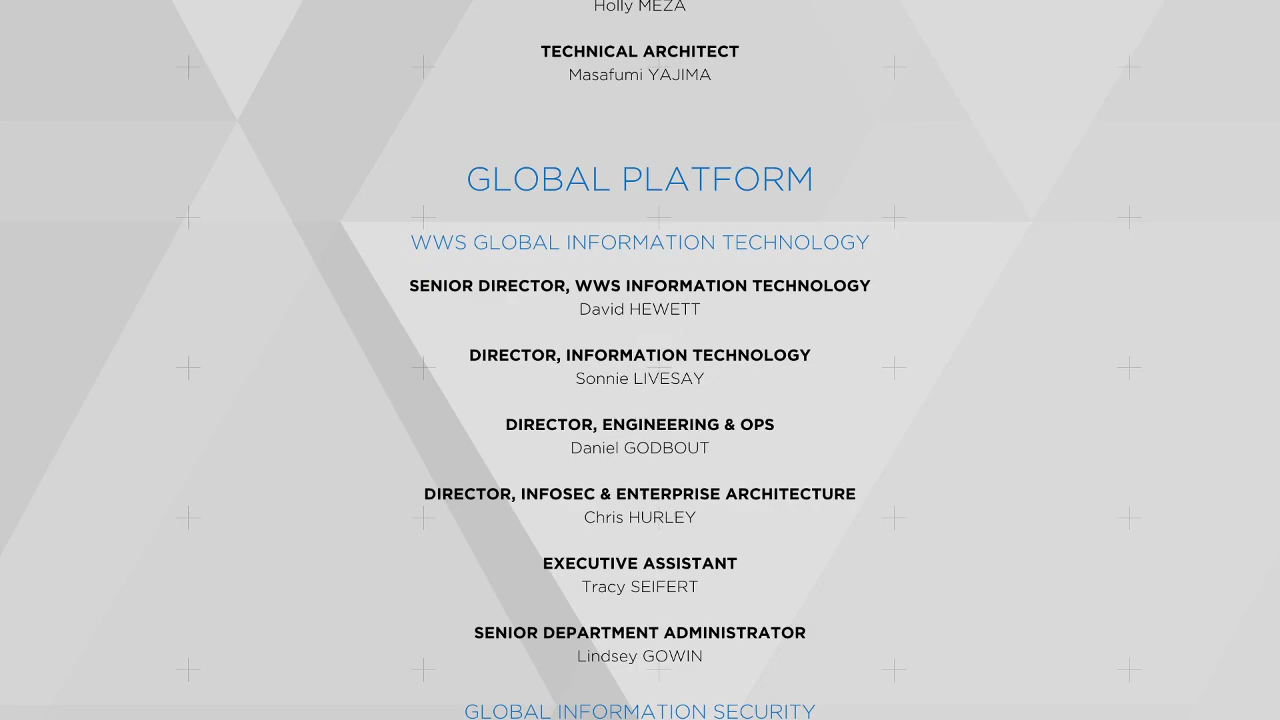 Holly MEZA
TECHNICAL ARCHITECT
Masafumi YAJIMA
GLOBAL PLATFORM
WWS GLOBAL INFORMATION TECHNOLOGY
SENIOR DIRECTOR, WWS INFORMATION TECHNOLOGY
David HEWETT
DIRECTOR, INFORMATION TECHNOLOGY
Sonnie LIVESAY
DIRECTOR, ENGINEERING & OPS
Daniel GODBOUT
DIRECTOR, INFOSEC & ENTERPRISE ARCHITECTURE
Chris HURLEY
EXECUTIVE ASSISTANT
Tracy SEIFERT
SENIOR DEPARTMENT ADMINISTRATOR
Lindsey GOWIN
GLOBAL INFORMATION SECURITY